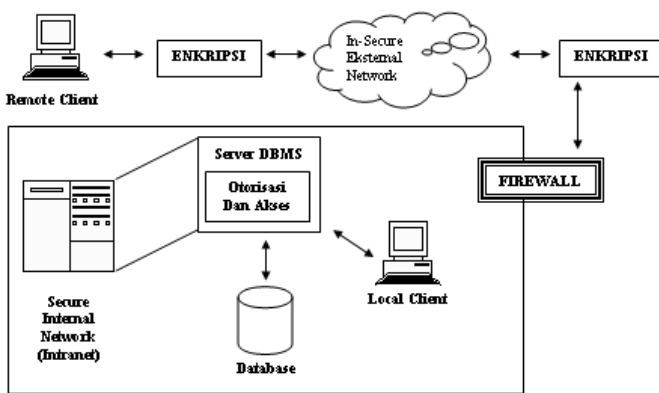 Remote Client
ENKRIPSI
In-Secure
Eksternal
Network
ENKRIPSI
FIREWALL
Server DBMS
Otorisasi
Dan Akses
Secure
Internal
Network
(Intranet)
Database
Local Client